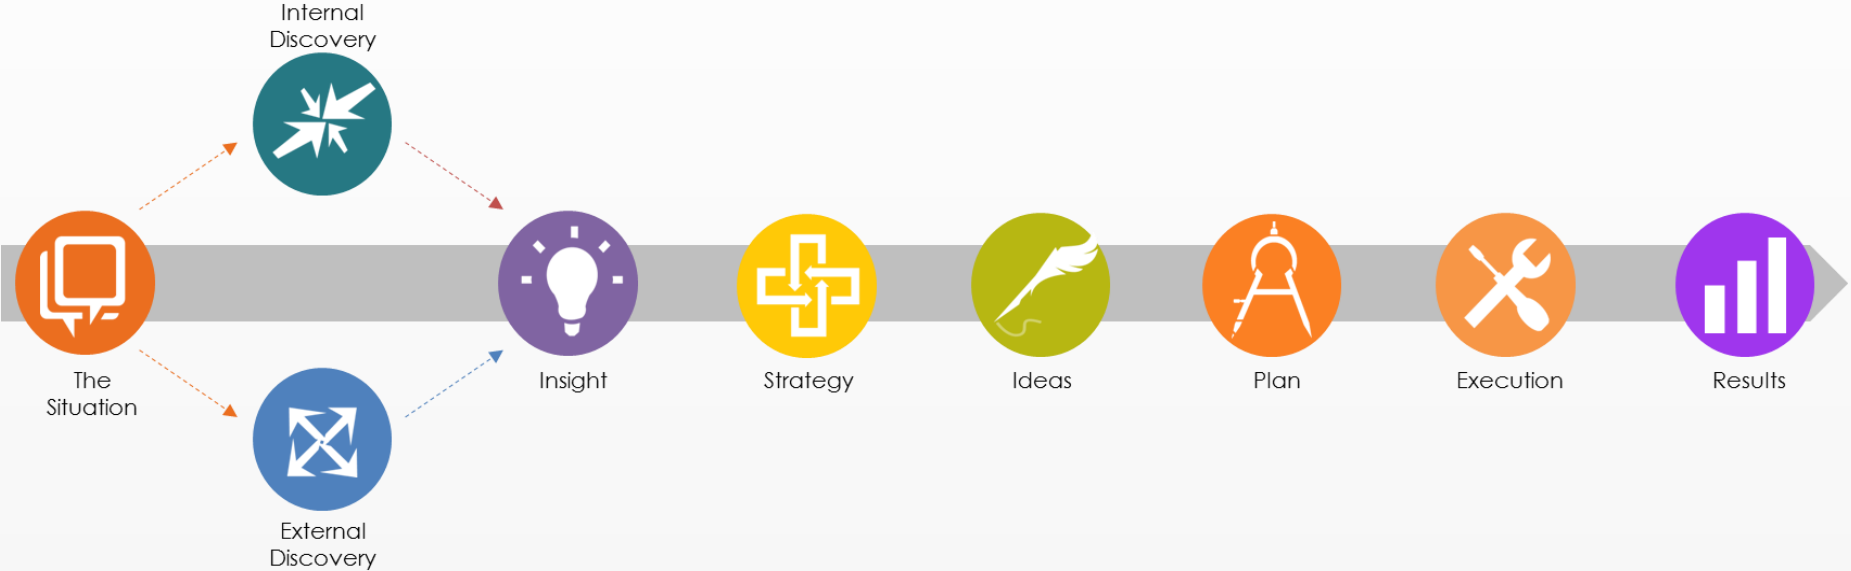 Internal
Discovery
The
Situation
Insight
Strategy
Ideas
Plan
Execution
Results
External
Discovery